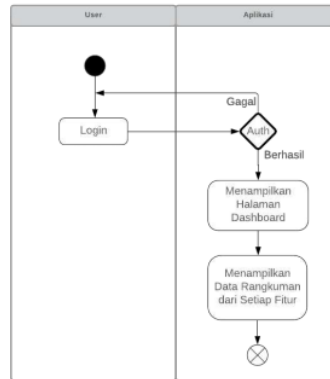 User
Aplikasi
Gagal
Login
Auth
Berhasil
Menampilkan
Halaman
Dashboard
Menampilkan
Data Rangkuman
dari Setiap Fitur